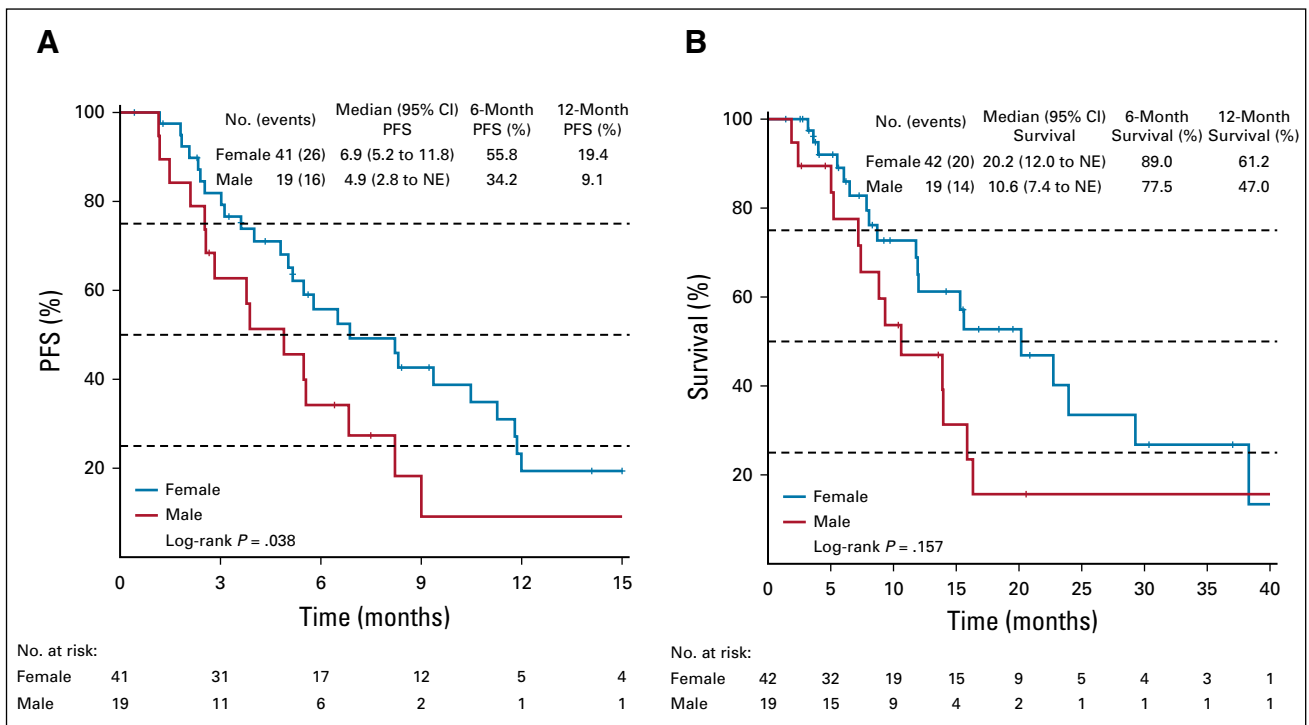 A
No. (events) Median (95% CI) PFS 6-Month PFS (%) 12-Month PFS (%)
Female 41 (26) 6.9 (5.2 to 11.8) 55.8 19.4
Male 19 (16) 4.9 (2.8 to NE) 34.2 9.1
PFS (%)
100
80
60
40
20
Female
Male
Log-rank P = .038
0 3 6 9 12 15
Time (months)
No. at risk:
Female 41 31 17 12 5 4
Male 19 11 6 2 1 1
B
No. (events) Median (95% CI) Survival 6-Month Survival (%) 12-Month Survival (%)
Female 42 (20) 20.2 (12.0 to NE) 89.0 61.2
Male 19 (14) 10.6 (7.4 to NE) 77.5 47.0
Survival (%)
100
80
60
40
20
Female
Male
Log-rank P = .157
0 5 10 15 20 25 30 35 40
Time (months)
No. at risk:
Female 42 32 19 15 9 5 4 3 1
Male 19 15 9 4 2 1 1 1 1